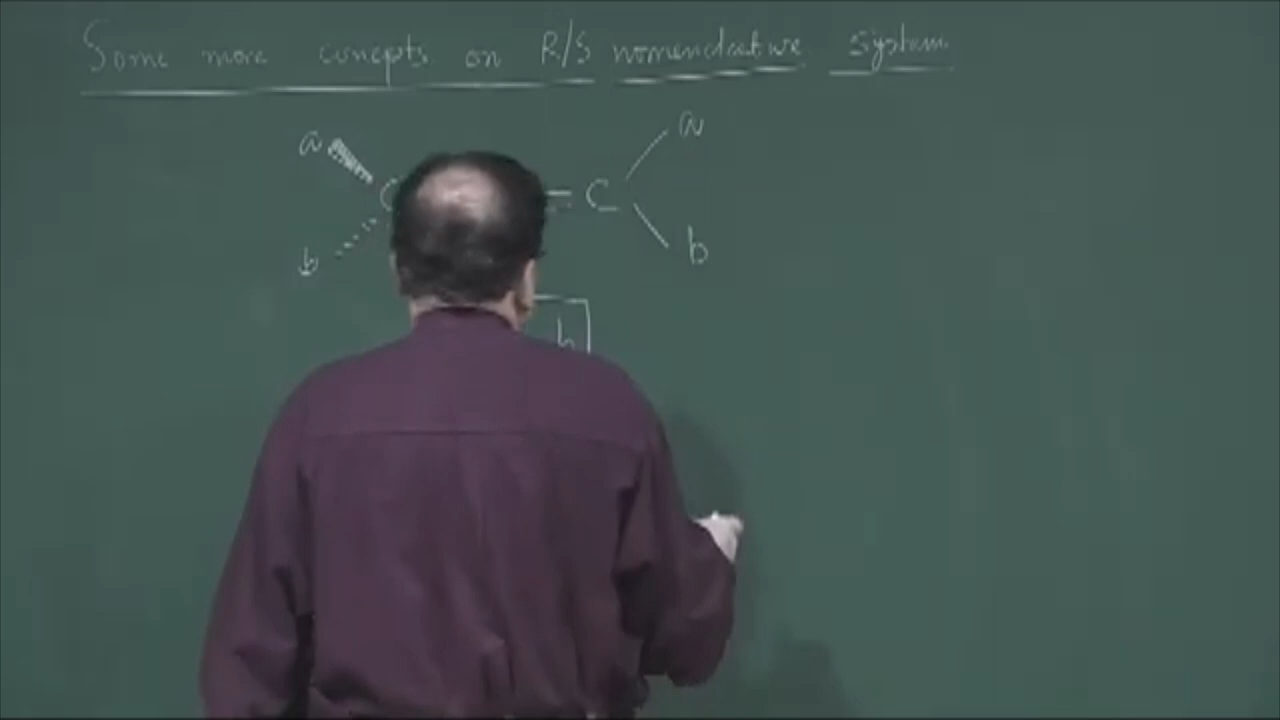 Some more concepts on R/S nomenclature system
a a
C = C
b b
b